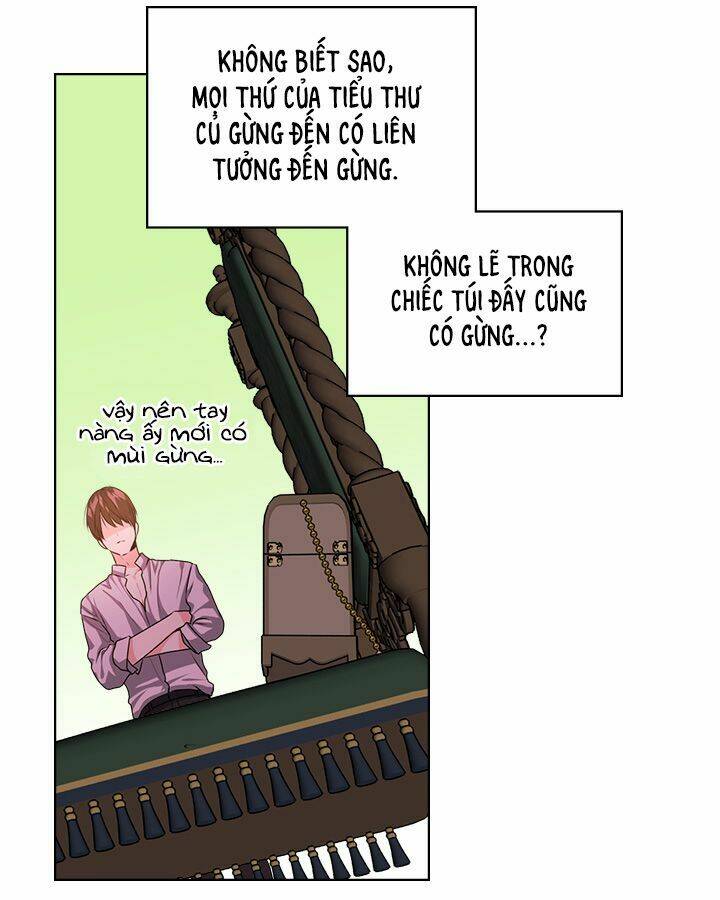 KHÔNG BIẾT SAO,
MỌI THỨ CỦA TIỂU THƯ
CỦ GỪNG ĐẾN CÓ LIÊN
TƯỞNG ĐẾN GỪNG.
KHÔNG LẼ TRONG
CHIẾC TÚI ĐẤY CŨNG
CÓ GỪNG...?
vậy nên tay
nàng ấy mới có
mùi gừng...